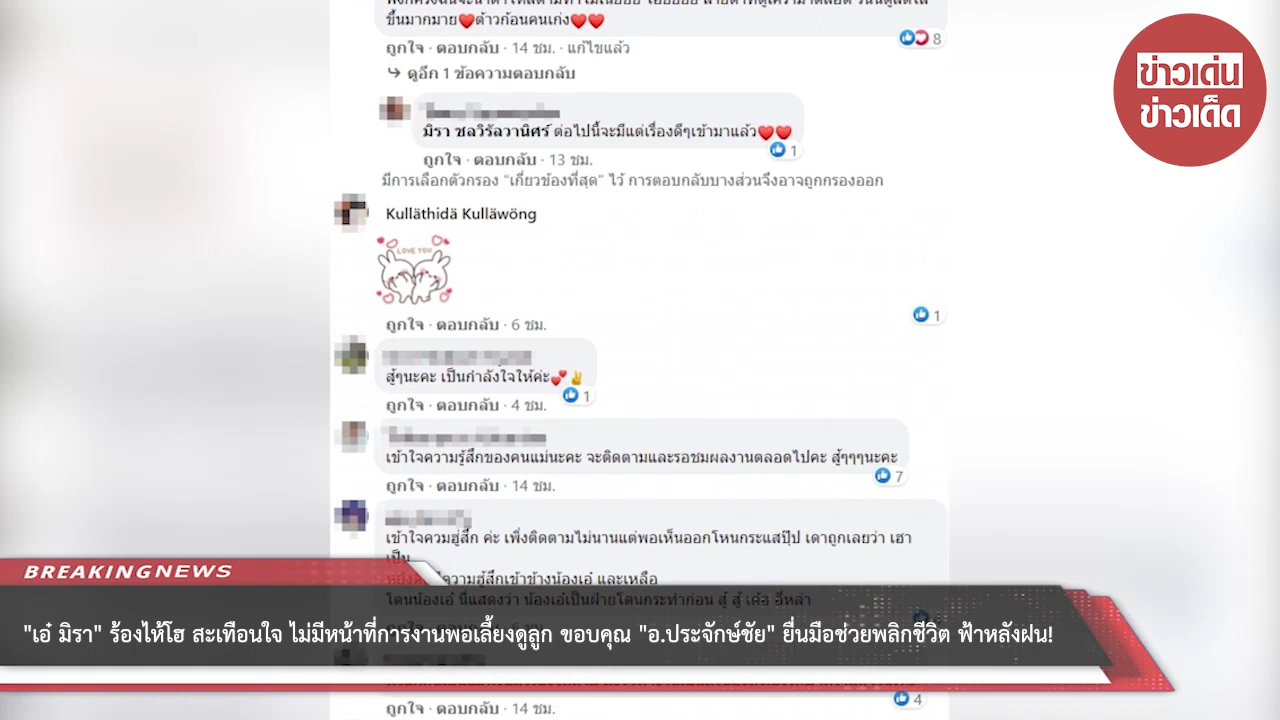 ขึ้นมากมาย❤️ต้าวก้อนคนเก่ง❤️❤️
ถูกใจ · ตอบกลับ · 14 ชม. · แก้ไขแล้ว
8
ดูอีก 1 ข้อความตอบกลับ
มิรา ชลวิรัลวานิศร์ ต่อไปนี้จะมีแต่เรื่องดีๆเข้ามาแล้ว❤️❤️
1
ถูกใจ · ตอบกลับ · 13 ชม.
มีการเลือกตัวกรอง "เกี่ยวข้องที่สุด" ไว้ การตอบกลับบางส่วนจึงอาจถูกกรองออก
Kulläthidä Kulläwöng
LOVE YOU
1
ถูกใจ · ตอบกลับ · 6 ชม.
สู้ๆนะคะ เป็นกำลังใจให้ค่ะ💕✌️
1
ถูกใจ · ตอบกลับ · 4 ชม.
เข้าใจความรู้สึกของคนแม่นะคะ จะติดตามและรอชมผลงานตลอดไปคะ สู้ๆๆๆนะคะ
7
ถูกใจ · ตอบกลับ · 14 ชม.
เข้าใจควมฮู่สึ้ก ค่ะ เพิ่งติดตามไม่นานแต่พอเห็นออกโหนกระแสปุ๊ป เดาถูกเลยว่า เฮา
เป็น
ความฮู้สึกเข้าข้างน้องเอ๋ และเหลือ
โดนน้องเอ๋ นี่แสดงว่า น้องเอ๋เป็นฝ่ายโดนกระทำก่อน สู้ สู้ เด้อ อีหล่า
4
ถูกใจ · ตอบกลับ · 14 ชม.
ข่าวเด่น
ข่าวเด็ด
BREAKING NEWS
"เอ๋ มิรา" ร้องไห้โฮ สะเทือนใจ ไม่มีหน้าที่การงานพอเลี้ยงดูลูก ขอบคุณ "อ.ประจักษ์ชัย" ยื่นมือช่วยพลิกชีวิต ฟ้าหลังฝน!